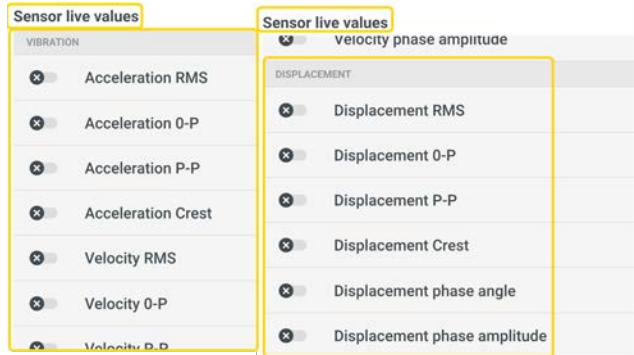 Sensor live values
VIBRATION
Acceleration RMS
Acceleration 0-P
Acceleration P-P
Acceleration Crest
Velocity RMS
Velocity 0-P
Velocity P-P
Sensor live values
Velocity phase amplitude
DISPLACEMENT
Displacement RMS
Displacement 0-P
Displacement P-P
Displacement Crest
Displacement phase angle
Displacement phase amplitude